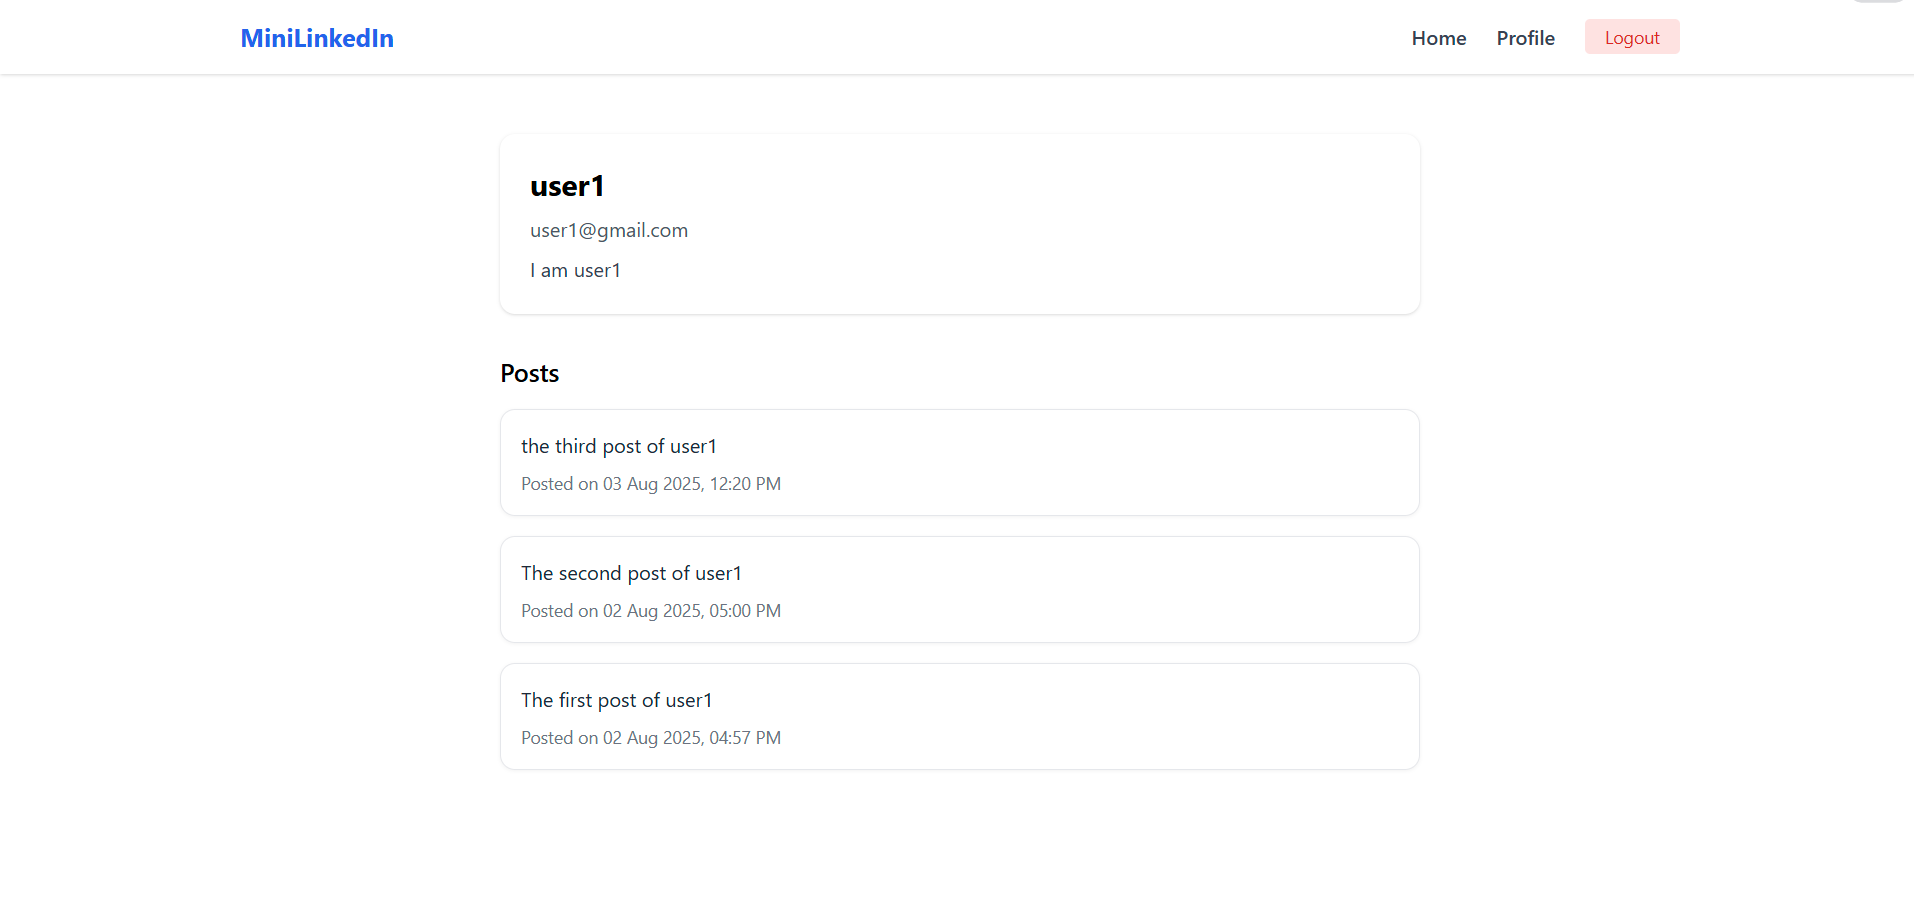 MiniLinkedIn
Home Profile Logout
user1
user1@gmail.com
I am user1
Posts
the third post of user1
Posted on 03 Aug 2025, 12:20 PM
The second post of user1
Posted on 02 Aug 2025, 05:00 PM
The first post of user1
Posted on 02 Aug 2025, 04:57 PM